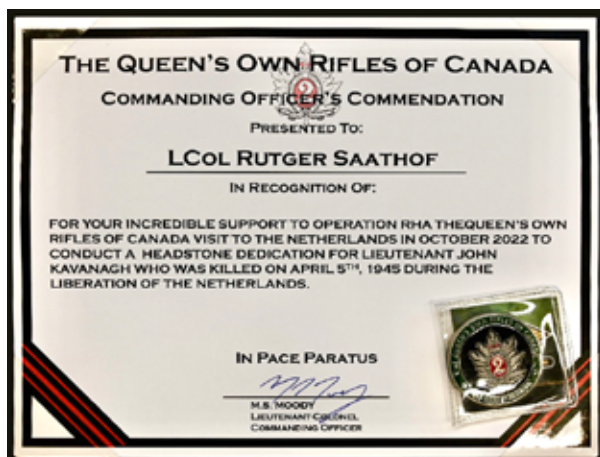 THE QUEEN'S OWN RIFLES OF CANADA
COMMANDING OFFICER'S COMMENDATION
PRESENTED TO:
LCOL RUTGER SAATHOF
IN RECOGNITION OF:
FOR YOUR INCREDIBLE SUPPORT TO OPERATION RHA THEQUEEN'S OWN
RIFLES OF CANADA VISIT TO THE NETHERLANDS IN OCTOBER 2022 TO
CONDUCT A HEADSTONE DEDICATION FOR LIEUTENANT JOHN
KAVANAGH WHO WAS KILLED ON APRIL 5TH, 1945 DURING THE
LIBERATION OF THE NETHERLANDS.
IN PACE PARATUS
M.B. MOODY
LIEUTENANT COLONEL
COMMANDING OFFICER
2
2